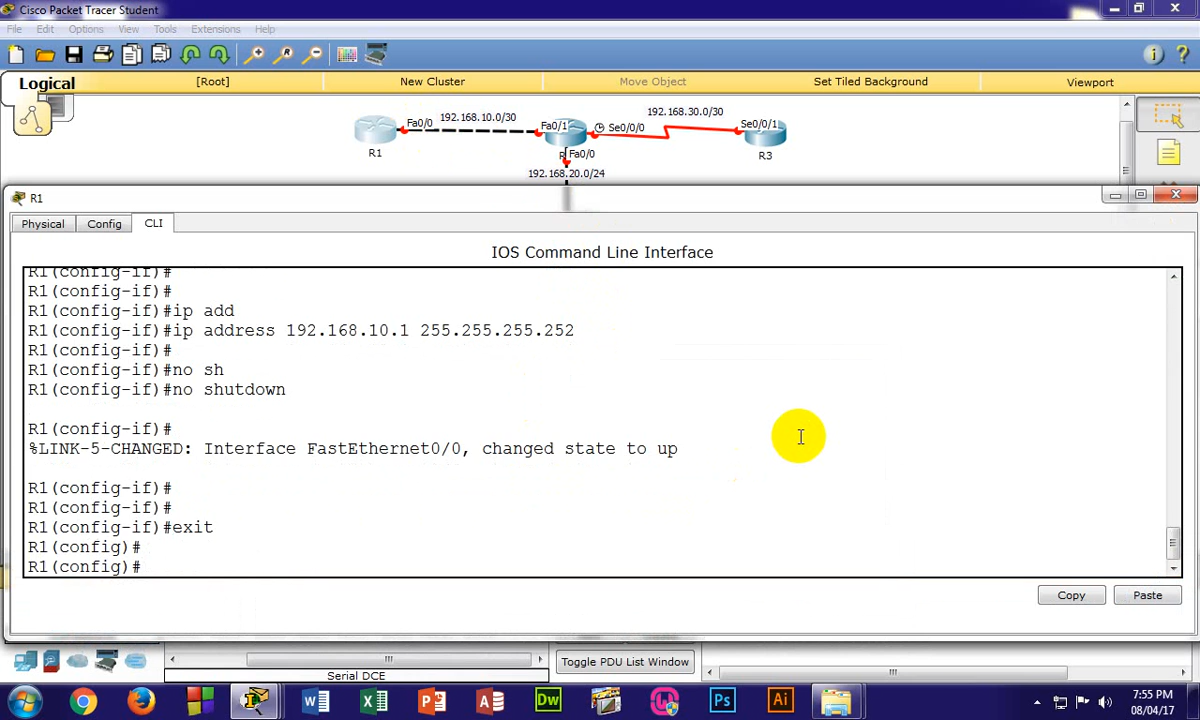 Cisco Packet Tracer Student
File Edit Options View Tools Extensions Help
Logical [Root] New Cluster Move Object Set Tiled Background Viewport
192.168.30.0/30
Fa0/0 192.168.10.0/30 Fa0/1 Se0/0/0 Se0/0/1
R1 R Fa0/0 R3
192.168.20.0/24
R1
Physical Config CLI
IOS Command Line Interface
R1(config-if)#
R1(config-if)#
R1(config-if)#ip add
R1(config-if)#ip address 192.168.10.1 255.255.255.252
R1(config-if)#
R1(config-if)#no sh
R1(config-if)#no shutdown
R1(config-if)#
%LINK-5-CHANGED: Interface FastEthernet0/0, changed state to up
R1(config-if)#
R1(config-if)#
R1(config-if)#exit
R1(config)#
R1(config)#
Copy Paste
Toggle PDU List Window
Serial DCE
7:55 PM
08/04/17